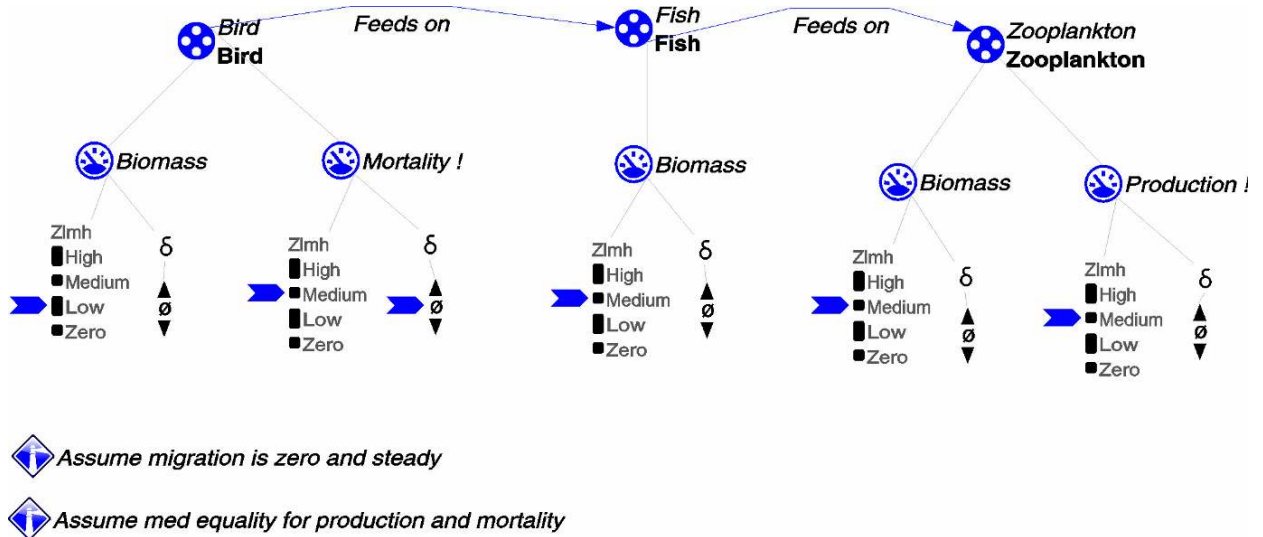 Bird
Bird
Feeds on
Fish
Fish
Feeds on
Zooplankton
Zooplankton
Biomass
Zlmh
High
Medium
Low
Zero
δ
ø
Mortality !
Zlmh
High
Medium
Low
Zero
δ
ø
Biomass
Zlmh
High
Medium
Low
Zero
δ
ø
Biomass
Zlmh
High
Medium
Low
Zero
δ
ø
Production !
Zlmh
High
Medium
Low
Zero
δ
ø
Assume migration is zero and steady
Assume med equality for production and mortality